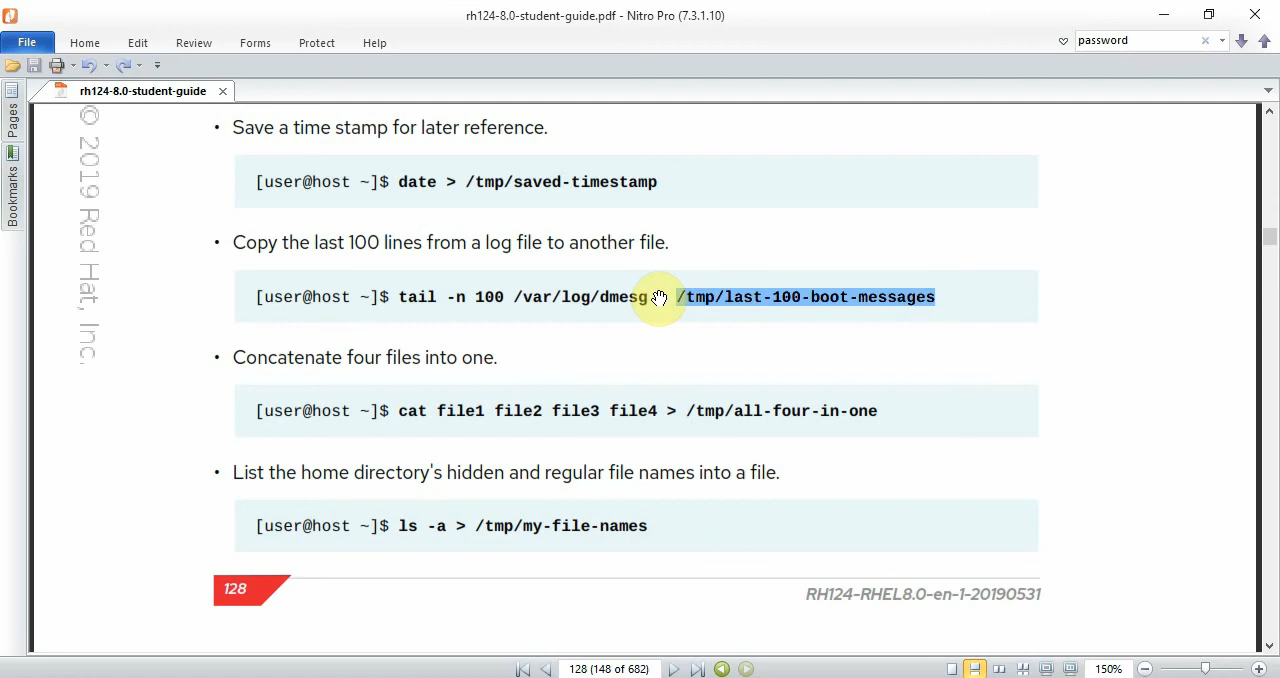 rh124-8.0-student-guide.pdf - Nitro Pro (7.3.1.10)
File Home Edit Review Forms Protect Help
password
rh124-8.0-student-guide
Pages
Bookmarks
© 2019 Red Hat, Inc.
• Save a time stamp for later reference.
[user@host ~]$ date > /tmp/saved-timestamp
• Copy the last 100 lines from a log file to another file.
[user@host ~]$ tail -n 100 /var/log/dmesg /tmp/last-100-boot-messages
• Concatenate four files into one.
[user@host ~]$ cat file1 file2 file3 file4 > /tmp/all-four-in-one
• List the home directory's hidden and regular file names into a file.
[user@host ~]$ ls -a > /tmp/my-file-names
128
RH124-RHEL8.0-en-1-20190531
128 (148 of 682)
150%